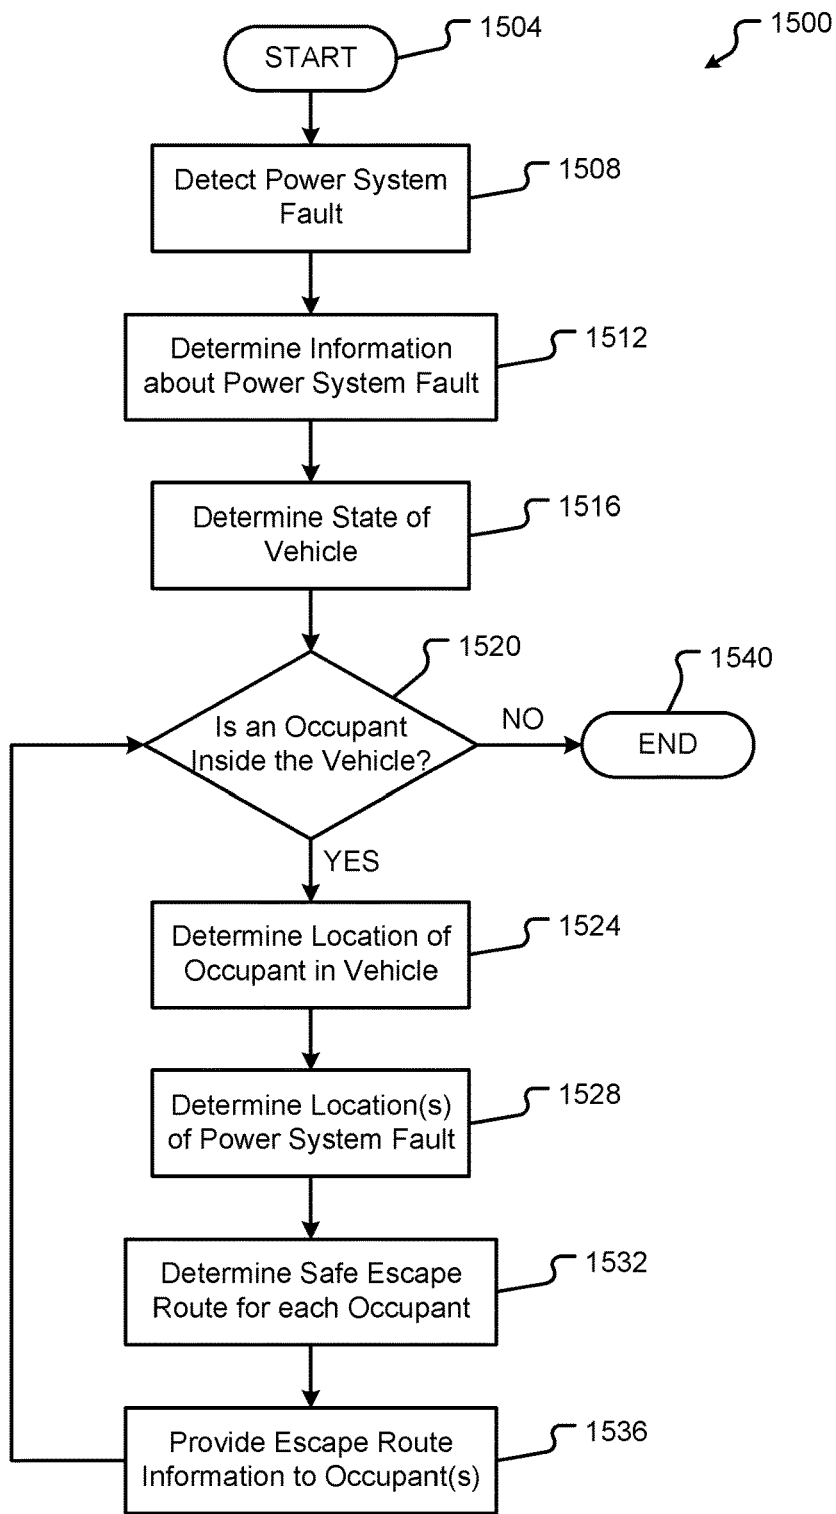 1500
START
1504
Detect Power System
Fault
1508
Determine Information
about Power System Fault
1512
Determine State of
Vehicle
1516
Is an Occupant
Inside the Vehicle?
1520
NO
END
1540
YES
Determine Location of
Occupant in Vehicle
1524
Determine Location(s)
of Power System Fault
1528
Determine Safe Escape
Route for each Occupant
1532
Provide Escape Route
Information to Occupant(s)
1536